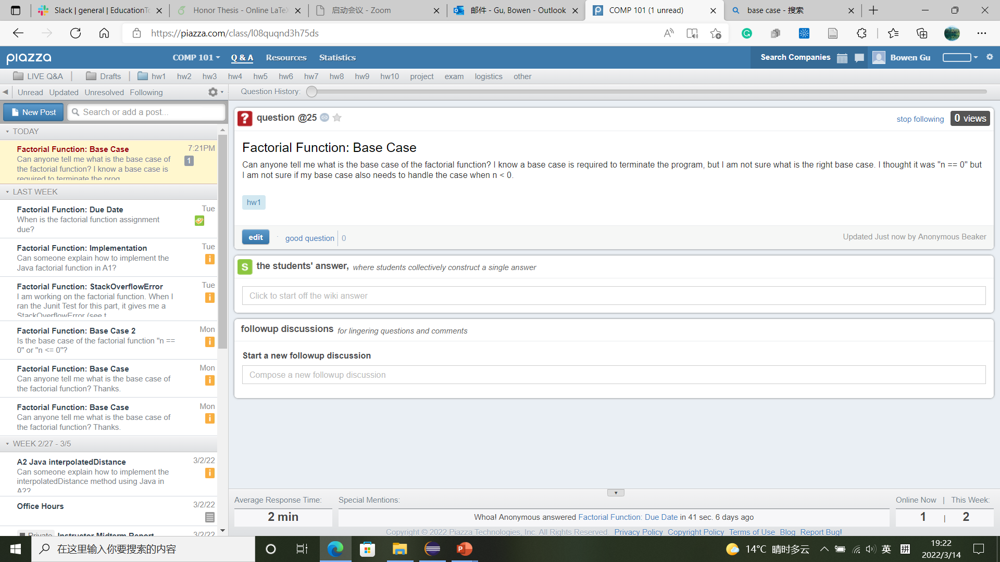 Slack | general | EducationTo
Honor Thesis - Online LaTeX
启动会议 - Zoom
邮件 - Gu, Bowen - Outlook
COMP 101 (1 unread)
base case - 搜索
https://piazza.com/class/l08quqnd3h75ds
piazza
COMP 101
Q & A
Resources
Statistics
Search Companies
Bowen Gu
LIVE Q&A
Drafts
hw1 hw2 hw3 hw4 hw5 hw6 hw7 hw8 hw9 hw10 project exam logistics other
Unread Updated Unresolved Following
Question History:
New Post
Search or add a post...
TODAY
Factorial Function: Base Case 7:21PM
Can anyone tell me what is the base case of 1
the factorial function? I know a base case is
required to terminate the prog
LAST WEEK
Factorial Function: Due Date Tue
When is the factorial function assignment
due?
Factorial Function: Implementation Tue
Can someone explain how to implement the
Java factorial function in A1?
Factorial Function: StackOverflowError Tue
I am working on the factorial function. When I
ran the Junit Test for this part, it gives me a
StackOverflowError (see t
Factorial Function: Base Case 2 Mon
Is the base case of the factorial function "n ==
0" or "n <= 0"?
Factorial Function: Base Case Mon
Can anyone tell me what is the base case of
the factorial function? Thanks.
Factorial Function: Base Case Mon
Can anyone tell me what is the base case of
the factorial function? Thanks.
WEEK 2/27 - 3/5
A2 Java interpolatedDistance 3/2/22
Can someone explain how to implement the
interpolatedDistance method using Java in
A2?
Office Hours 3/2/22
Private Instructor Midterm Report 3/2/22
question @25
stop following
0 views
Factorial Function: Base Case
Can anyone tell me what is the base case of the factorial function? I know a base case is required to terminate the program, but I am not sure what is the right base case. I thought it was "n == 0" but
I am not sure if my base case also needs to handle the case when n < 0.
hw1
edit · good question 0
Updated Just now by Anonymous Beaker
S the students' answer, where students collectively construct a single answer
Click to start off the wiki answer
followup discussions for lingering questions and comments
Start a new followup discussion
Compose a new followup discussion
Average Response Time:
2 min
Special Mentions:
Whoa! Anonymous answered Factorial Function: Due Date in 41 sec. 6 days ago
Online Now | This Week:
1 | 2
Copyright © 2022 Piazza Technologies, Inc. All Rights Reserved. Privacy Policy Copyright Policy Terms of Use Blog Report Bug!
在这里输入你要搜索的内容
14°C 晴时多云
英
拼
19:22
2022/3/14